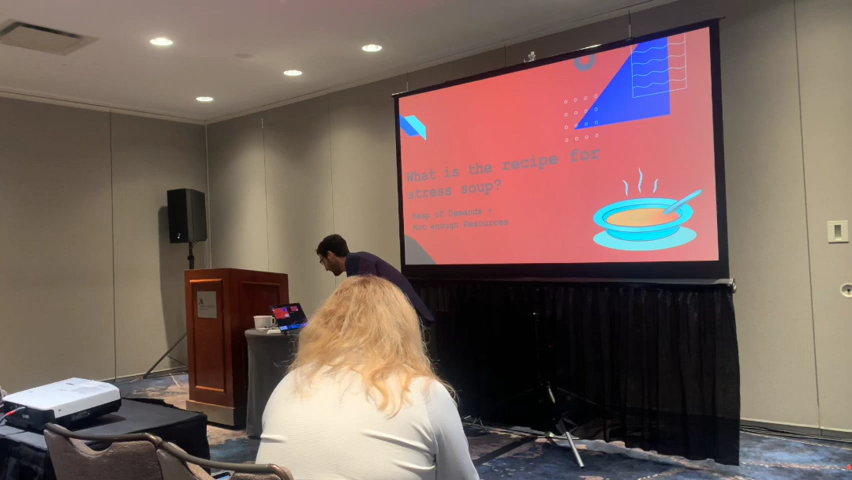 What is the recipe for
stress soup?
Heap of Demands +
Not enough Resources